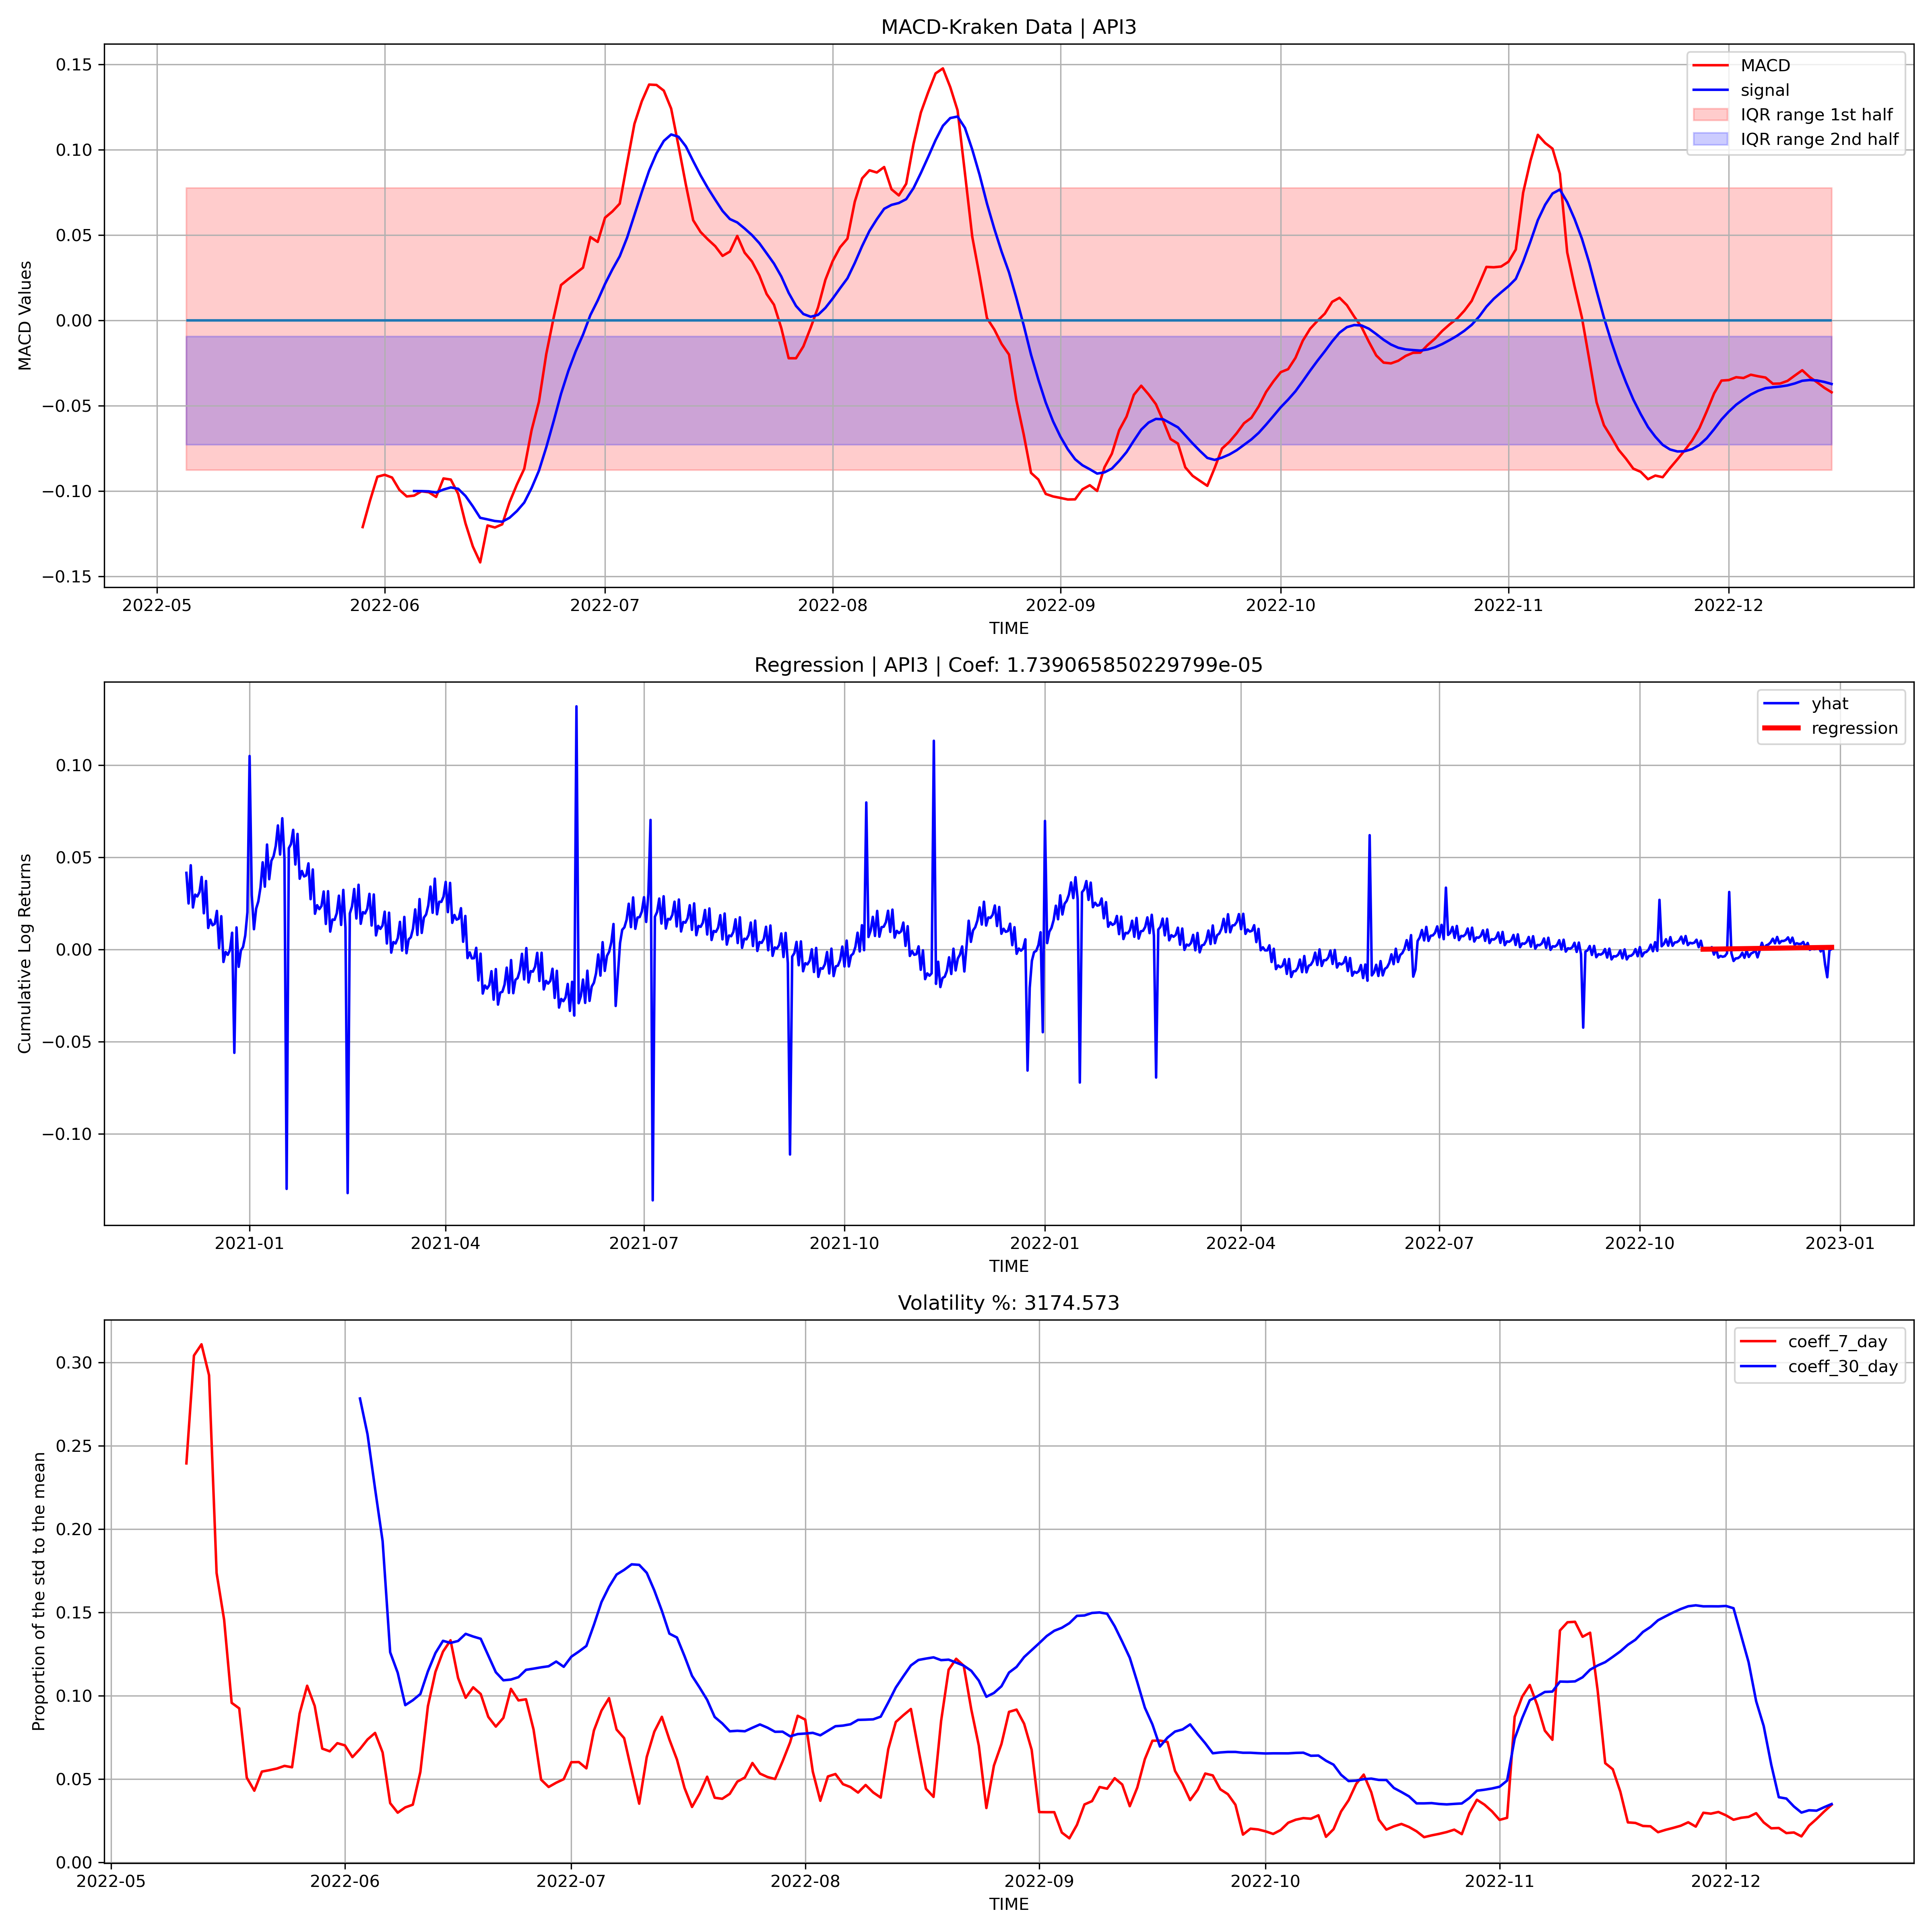 MACD-Kraken Data | API3
MACD Values
0.15
0.10
0.05
0.00
−0.05
−0.10
−0.15
MACD
signal
IQR range 1st half
IQR range 2nd half
2022-05 2022-06 2022-07 2022-08 2022-09 2022-10 2022-11 2022-12
TIME
Regression | API3 | Coef: 1.739065850229799e-05
Cumulative Log Returns
0.10
0.05
0.00
−0.05
−0.10
yhat
regression
2021-01 2021-04 2021-07 2021-10 2022-01 2022-04 2022-07 2022-10 2023-01
TIME
Volatility %: 3174.573
Proportion of the std to the mean
0.30
0.25
0.20
0.15
0.10
0.05
0.00
coeff_7_day
coeff_30_day
2022-05 2022-06 2022-07 2022-08 2022-09 2022-10 2022-11 2022-12
TIME